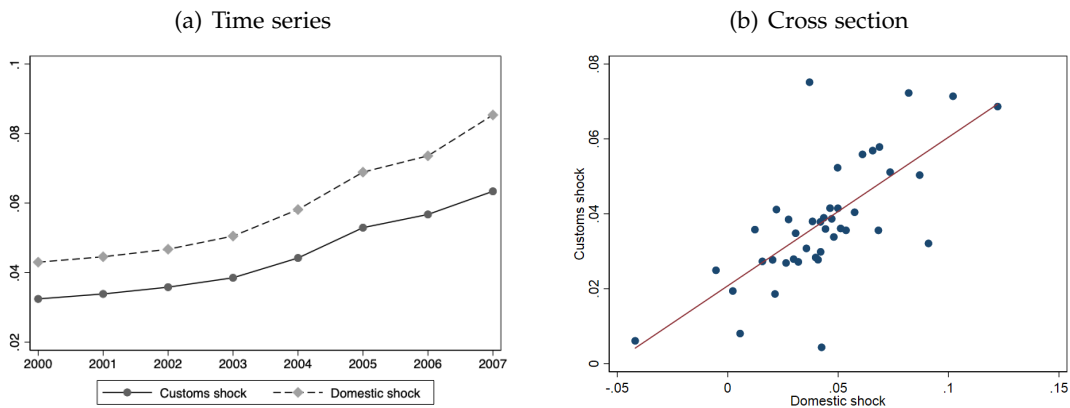 (a) Time series
.1
.08
.06
.04
.02
2000 2001 2002 2003 2004 2005 2006 2007
Customs shock Domestic shock
(b) Cross section
Customs shock
.08
.06
.04
.02
0
-.05 0 .05 .1 .15
Domestic shock